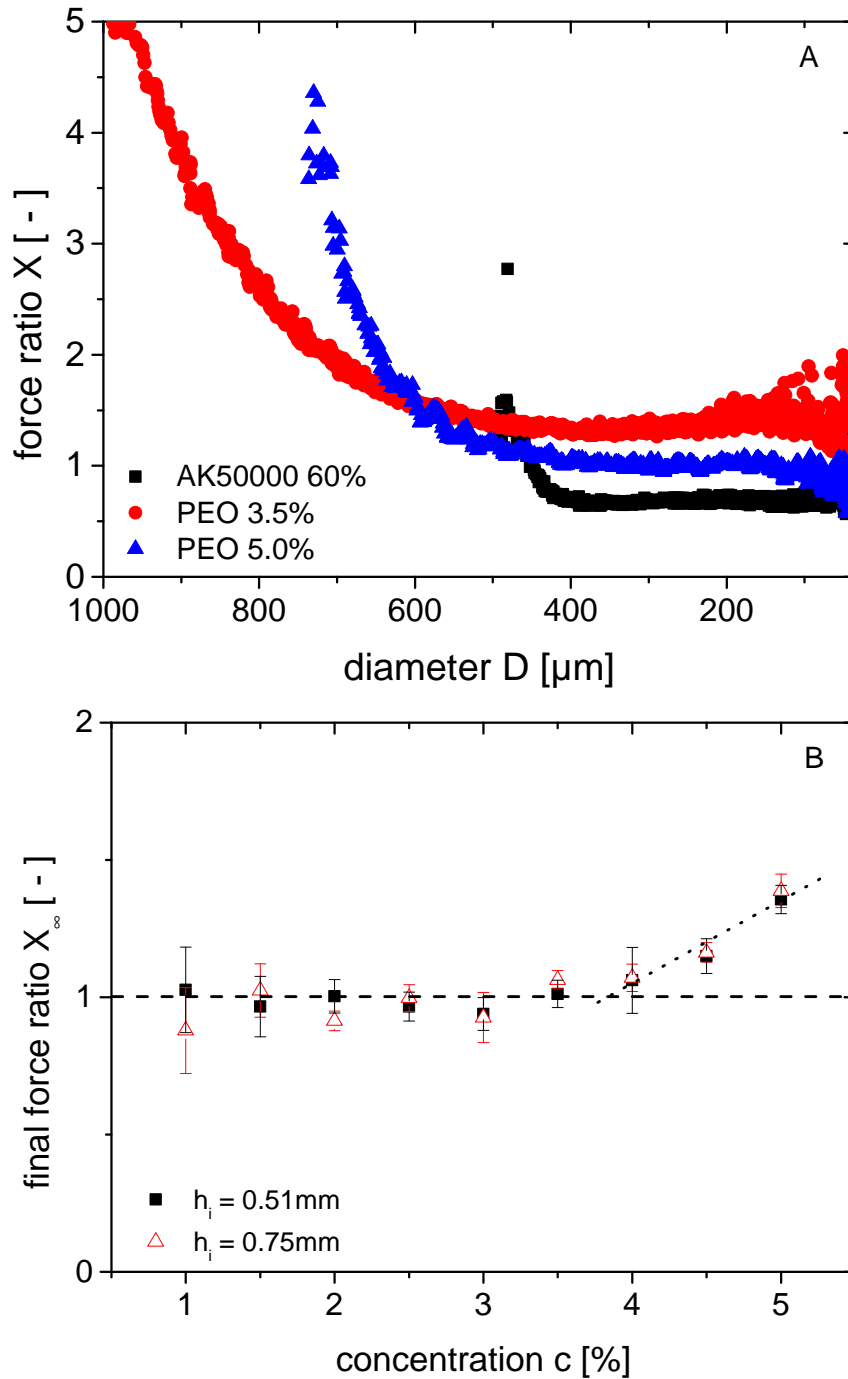 A
5
4
3
2
1
0
force ratio X [ - ]
AK50000 60%
PEO 3.5%
PEO 5.0%
1000 800 600 400 200
diameter D [µm]
B
2
1
0
final force ratio X∞ [ - ]
hi = 0.51mm
hi = 0.75mm
1 2 3 4 5
concentration c [%]